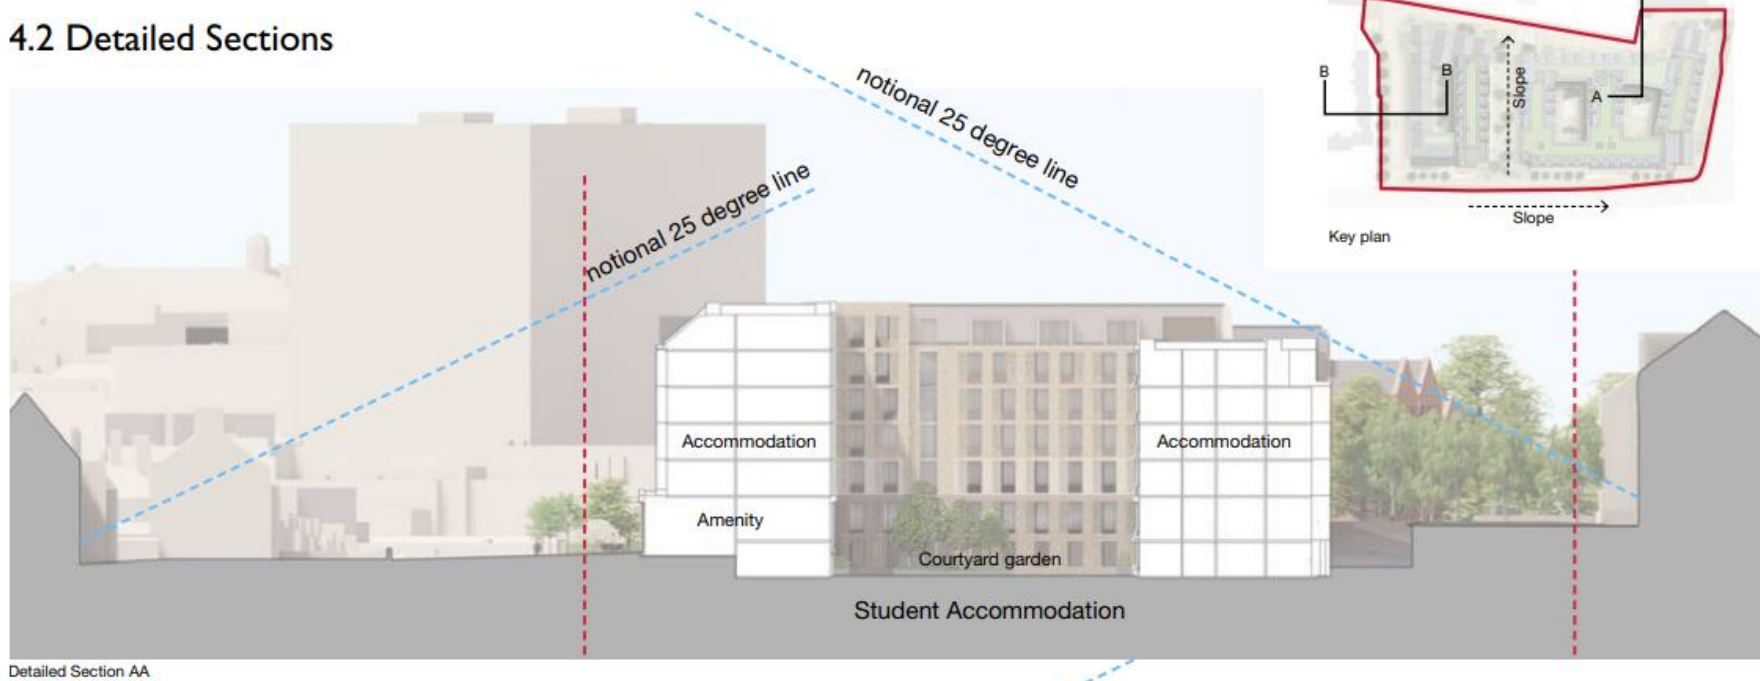 4.2 Detailed Sections
notional 25 degree line
notional 25 degree line
B
B
A
Slope
Slope
Key plan
Accommodation
Accommodation
Amenity
Courtyard garden
Student Accommodation
Detailed Section AA